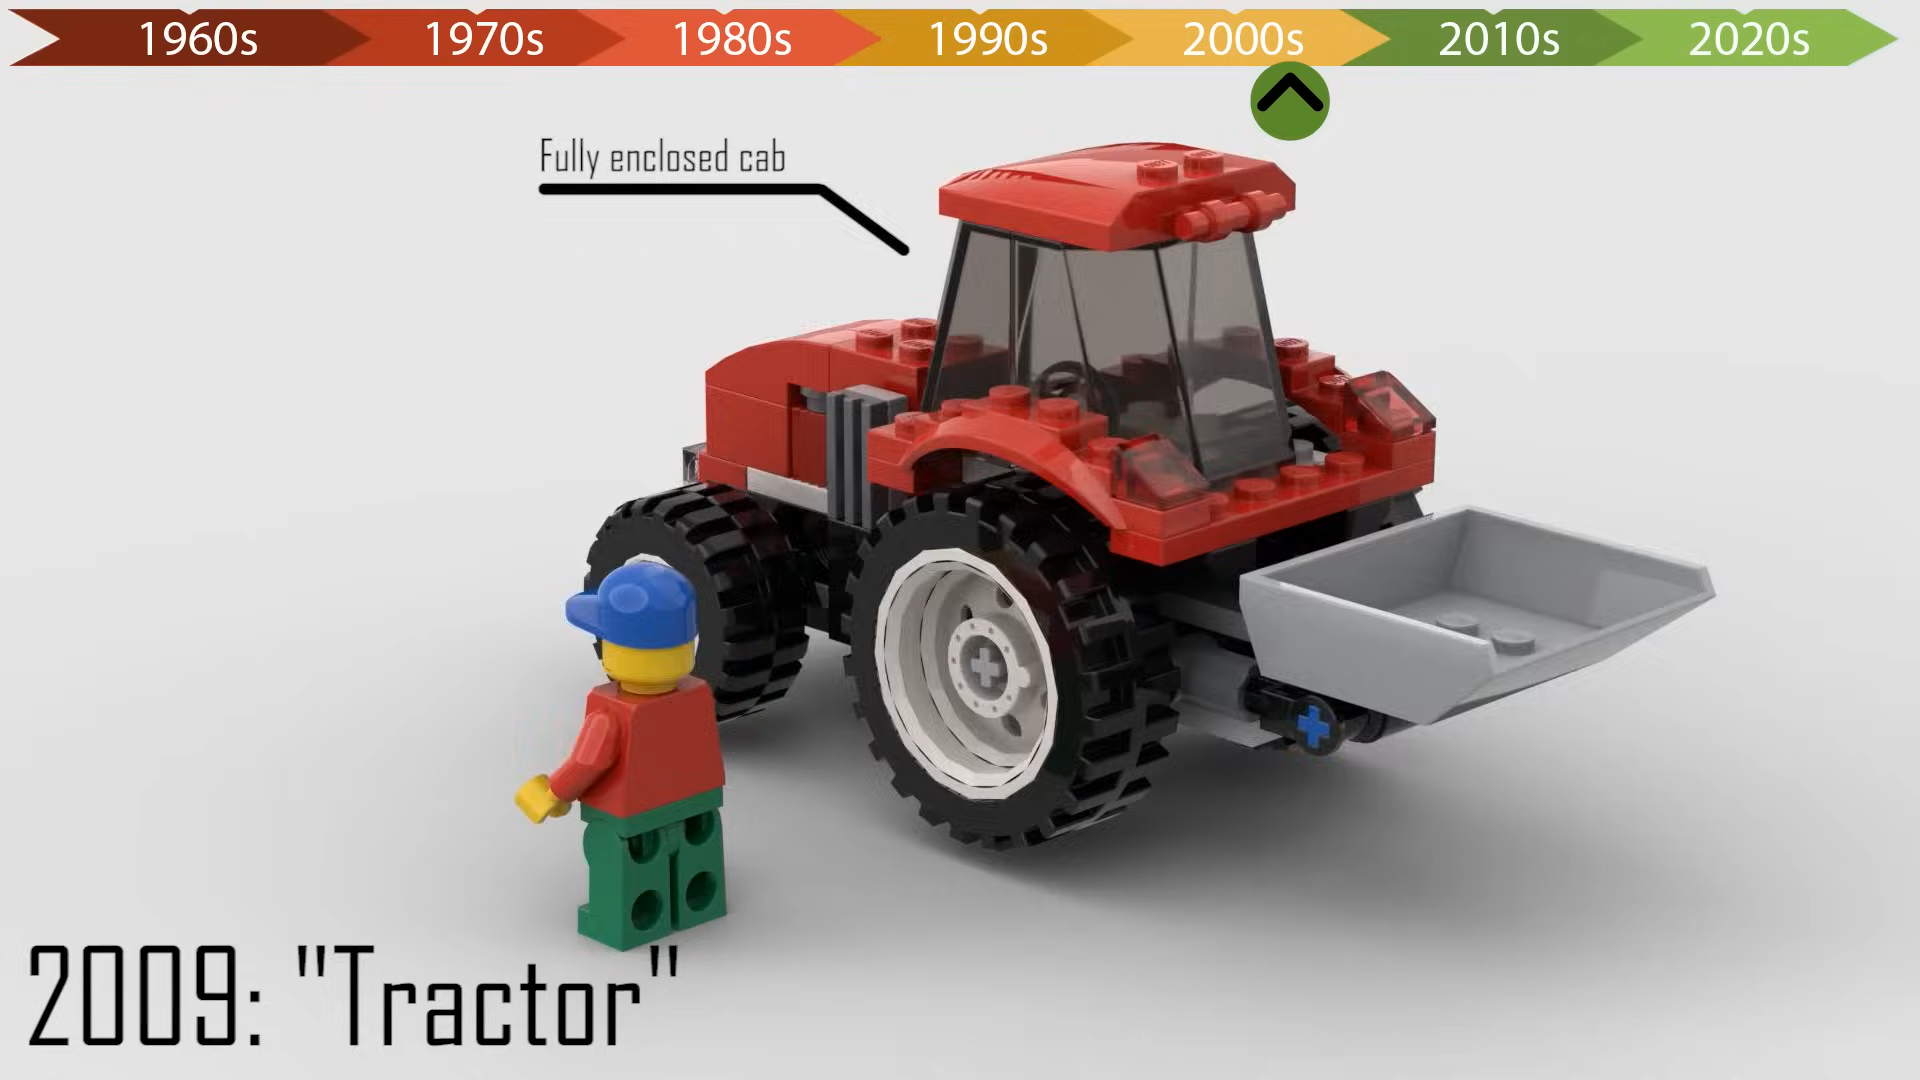 1960s 1970s 1980s 1990s 2000s 2010s 2020s
Fully enclosed cab
2009: "Tractor"